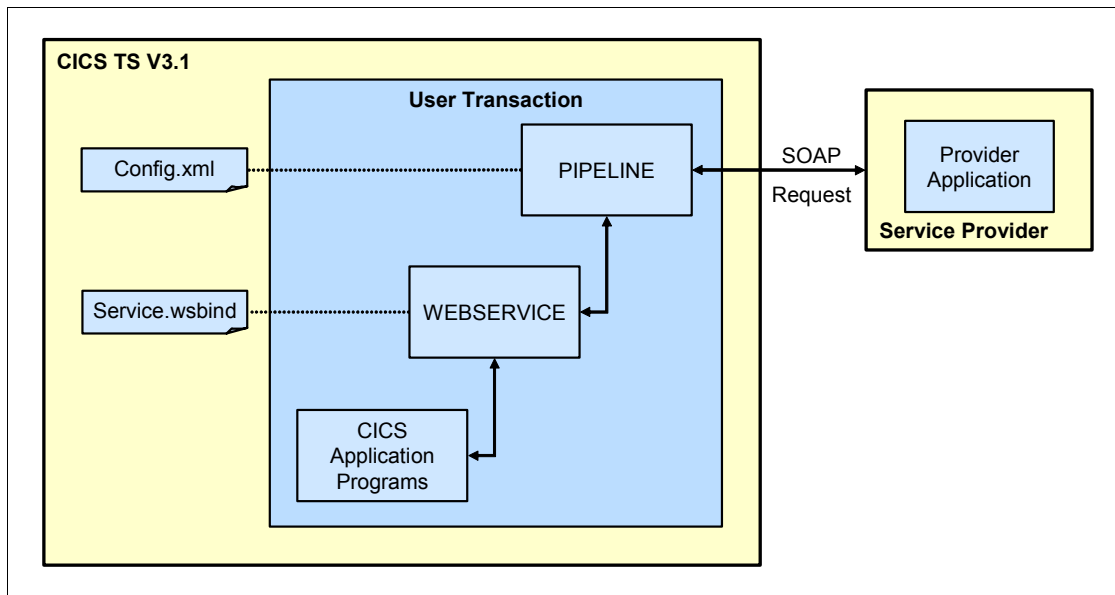 CICS TS V3.1
User Transaction
Config.xml
PIPELINE
SOAP
Request
Provider
Application
Service Provider
Service.wsbind
WEBSERVICE
CICS
Application
Programs